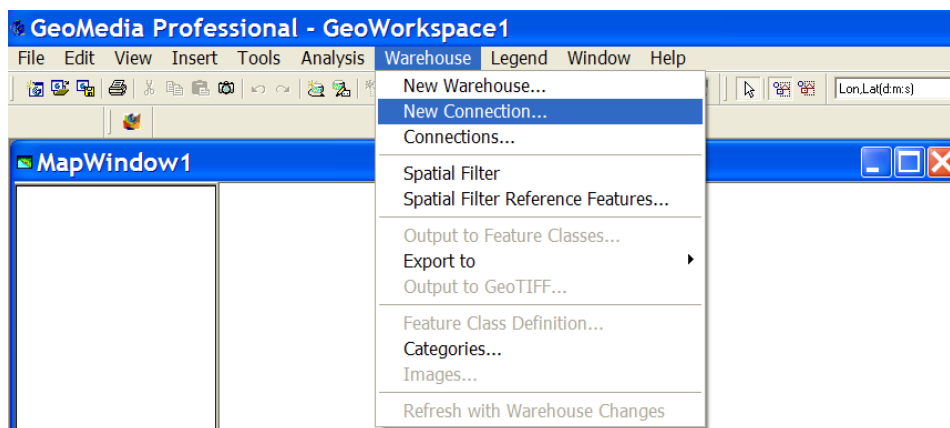 GeoMedia Professional - GeoWorkspace1
File Edit View Insert Tools Analysis Warehouse Legend Window Help
Lon,Lat(d:m:s)
New Warehouse...
New Connection...
Connections...
MapWindow1
Spatial Filter
Spatial Filter Reference Features...
Output to Feature Classes...
Export to
Output to GeoTIFF...
Feature Class Definition...
Categories...
Images...
Refresh with Warehouse Changes